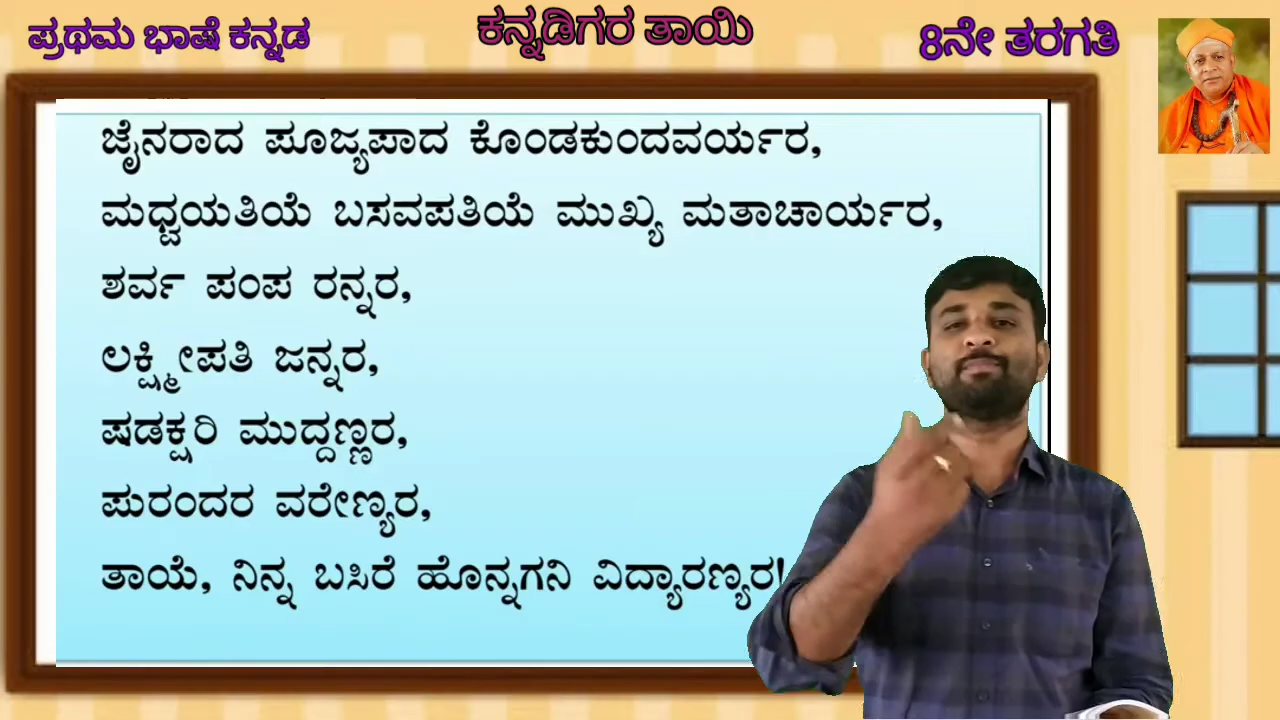 ಪ್ರಥಮ ಭಾಷೆ ಕನ್ನಡ
ಕನ್ನಡಿಗರ ತಾಯಿ
8ನೇ ತರಗತಿ
ಜೈನರಾದ ಪೂಜ್ಯಪಾದ ಕೊಂಡಕುಂದವರ್ಯರ,
ಮಧ್ವಯತಿಯೆ ಬಸವಪತಿಯೆ ಮುಖ್ಯ ಮತಾಚಾರ್ಯರ,
ಶರ್ವ ಪಂಪ ರನ್ನರ,
ಲಕ್ಷ್ಮೀಪತಿ ಜನ್ನರ,
ಷಡಕ್ಷರಿ ಮುದ್ದಣ್ಣರ,
ಪುರಂದರ ವರೇಣ್ಯರ,
ತಾಯೆ, ನಿನ್ನ ಬಸಿರೆ ಹೊನ್ನಗನಿ ವಿದ್ಯಾರಣ್ಯರ!